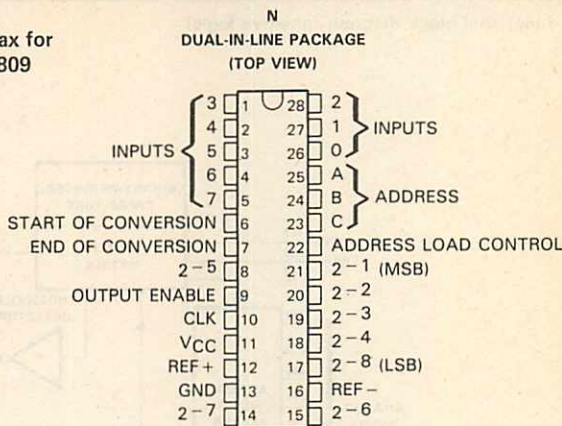 ax for
809
N
DUAL-IN-LINE PACKAGE
(TOP VIEW)
3 1 28 2
4 2 27 1
INPUTS 5 3 26 0 INPUTS
6 4 25 A
7 5 24 B ADDRESS
START OF CONVERSION 6 23 C
END OF CONVERSION 7 22 ADDRESS LOAD CONTROL
2-5 8 21 2-1 (MSB)
OUTPUT ENABLE 9 20 2-2
CLK 10 19 2-3
VCC 11 18 2-4
REF+ 12 17 2-8 (LSB)
GND 13 16 REF-
2-7 14 15 2-6